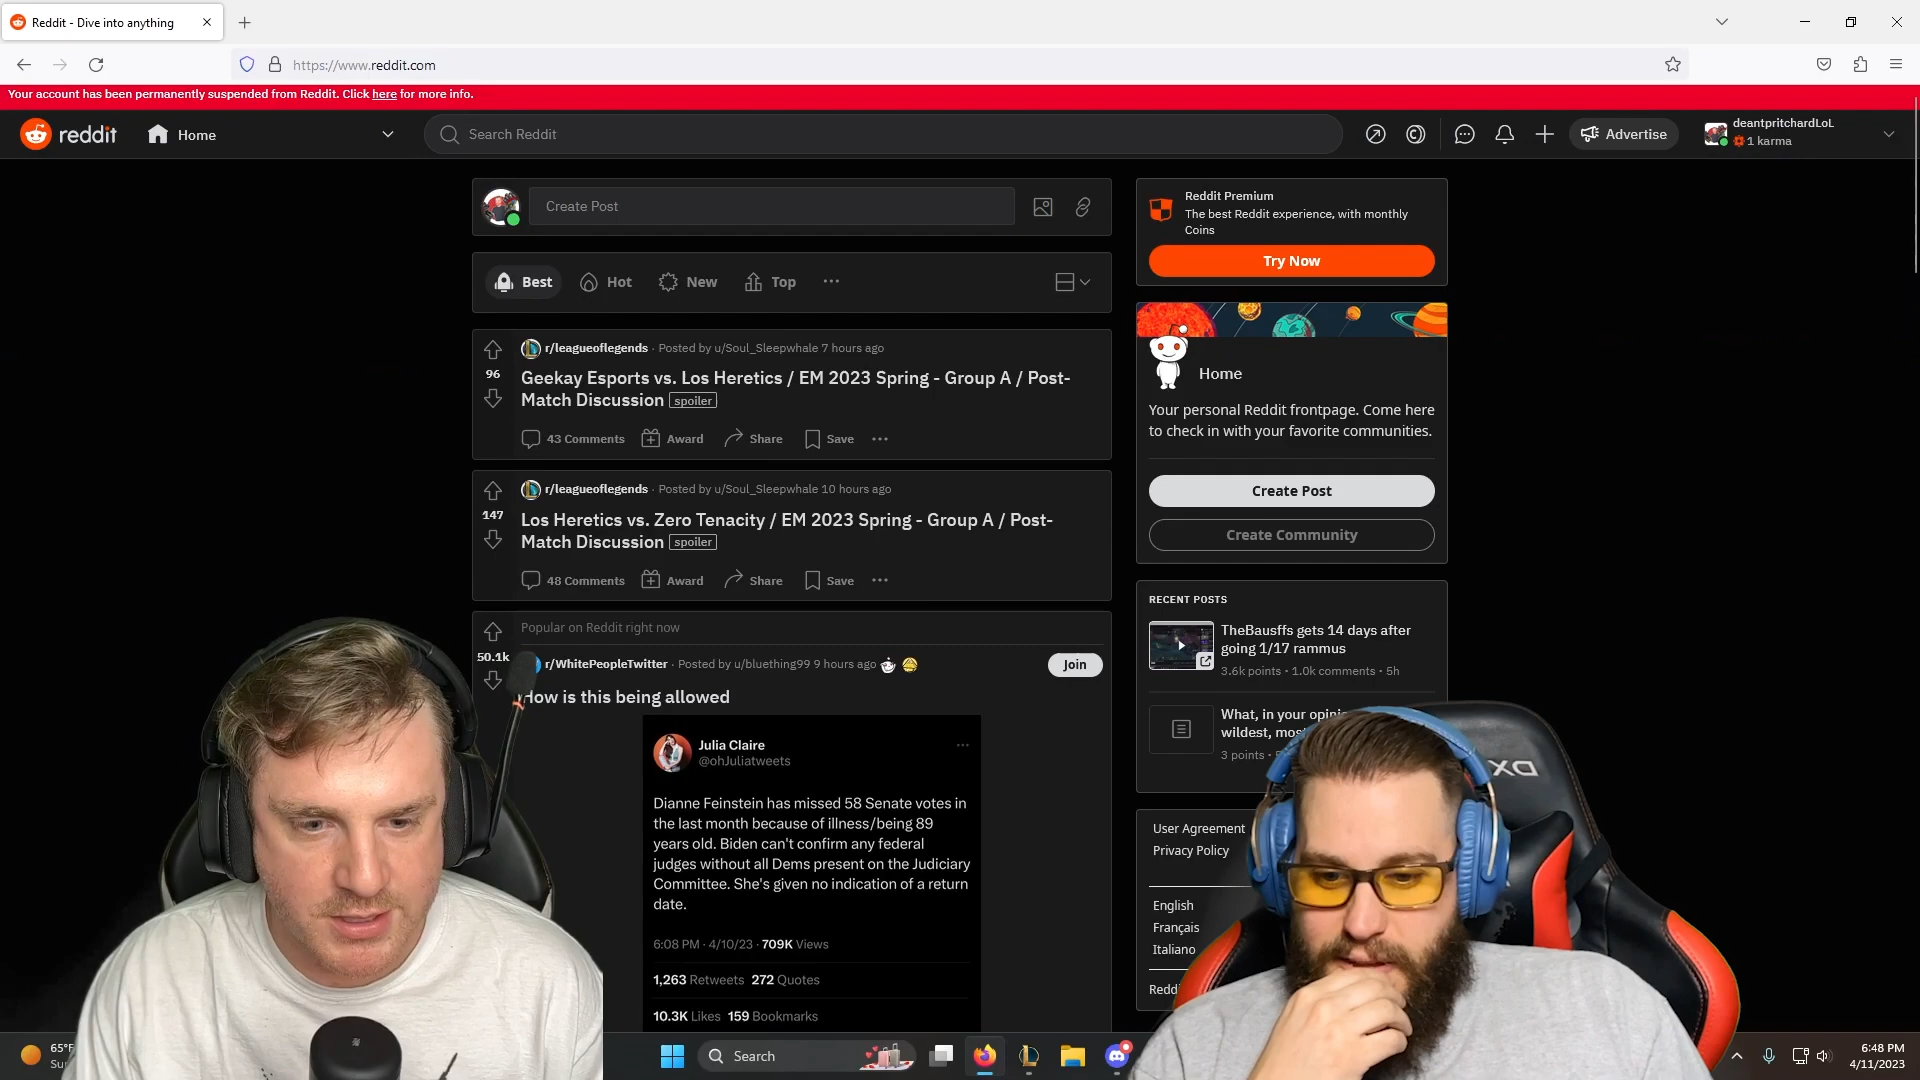 Reddit - Dive into anything
https://www.reddit.com
Your account has been permanently suspended from Reddit. Click here for more info.
reddit
Home
Search Reddit
Advertise
deantpritchardLoL
1 karma
Create Post
Best
Hot
New
Top
r/leagueoflegends · Posted by u/Soul_Sleepwhale 7 hours ago
96
Geekay Esports vs. Los Heretics / EM 2023 Spring - Group A / Post-
Match Discussion spoiler
43 Comments
Award
Share
Save
r/leagueoflegends · Posted by u/Soul_Sleepwhale 10 hours ago
147
Los Heretics vs. Zero Tenacity / EM 2023 Spring - Group A / Post-
Match Discussion spoiler
48 Comments
Award
Share
Save
Popular on Reddit right now
50.1k
r/WhitePeopleTwitter · Posted by u/bluething99 9 hours ago
Join
How is this being allowed
Julia Claire
@ohJuliatweets
Dianne Feinstein has missed 58 Senate votes in
the last month because of illness/being 89
years old. Biden can't confirm any federal
judges without all Dems present on the Judiciary
Committee. She's given no indication of a return
date.
6:08 PM · 4/10/23 · 709K Views
1,263 Retweets 272 Quotes
10.3K Likes 159 Bookmarks
Reddit Premium
The best Reddit experience, with monthly
Coins
Try Now
Home
Your personal Reddit frontpage. Come here
to check in with your favorite communities.
Create Post
Create Community
RECENT POSTS
TheBausffs gets 14 days after
going 1/17 rammus
3.6k points · 1.0k comments · 5h
What, in your
wildest,
3 points ·
User Agreement
Privacy Policy
English
Français
Italiano
DX
65°F
Search
6:48 PM
4/11/2023